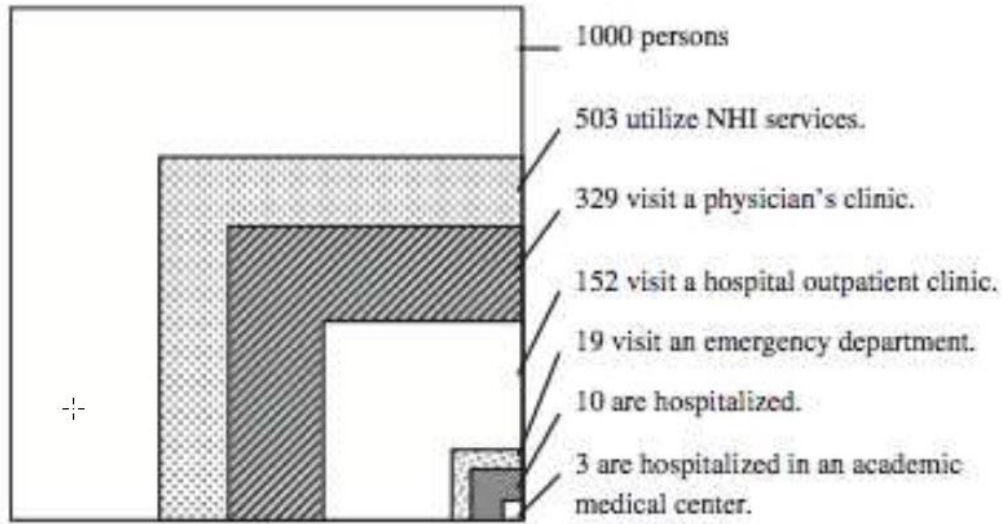 1000 persons
503 utilize NHI services.
329 visit a physician's clinic.
152 visit a hospital outpatient clinic.
19 visit an emergency department.
10 are hospitalized.
3 are hospitalized in an academic
medical center.